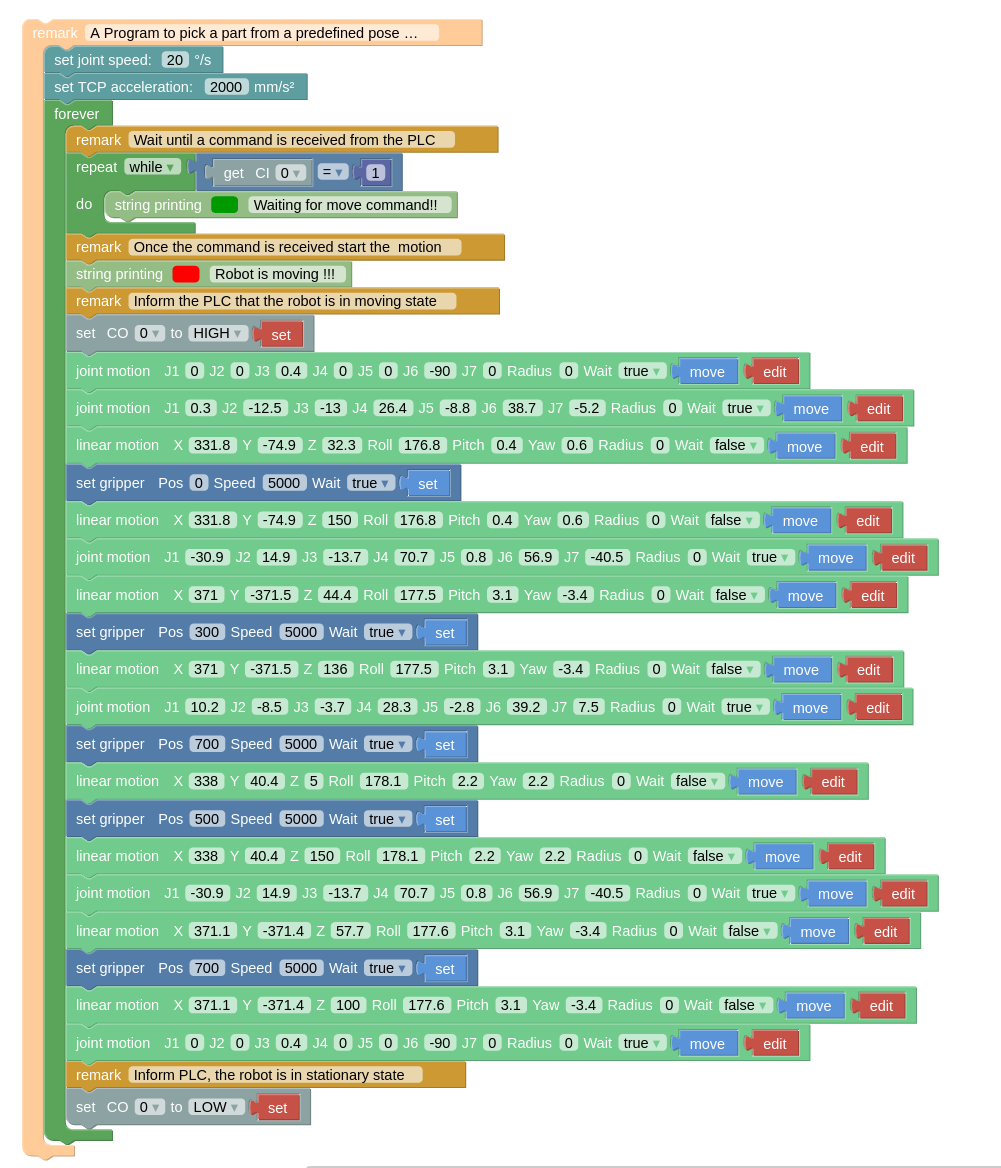 remark A Program to pick a part from a predefined pose …
set joint speed: 20 °/s
set TCP acceleration: 2000 mm/s²
forever
remark Wait until a command is received from the PLC
repeat while get CI 0 = 1
do string printing Waiting for move command!!
remark Once the command is received start the motion
string printing Robot is moving !!!
remark Inform the PLC that the robot is in moving state
set CO 0 to HIGH set
joint motion J1 0 J2 0 J3 0.4 J4 0 J5 0 J6 -90 J7 0 Radius 0 Wait true move edit
joint motion J1 0.3 J2 -12.5 J3 -13 J4 26.4 J5 -8.8 J6 38.7 J7 -5.2 Radius 0 Wait true move edit
linear motion X 331.8 Y -74.9 Z 32.3 Roll 176.8 Pitch 0.4 Yaw 0.6 Radius 0 Wait false move edit
set gripper Pos 0 Speed 5000 Wait true set
linear motion X 331.8 Y -74.9 Z 150 Roll 176.8 Pitch 0.4 Yaw 0.6 Radius 0 Wait false move edit
joint motion J1 -30.9 J2 14.9 J3 -13.7 J4 70.7 J5 0.8 J6 56.9 J7 -40.5 Radius 0 Wait true move edit
linear motion X 371 Y -371.5 Z 44.4 Roll 177.5 Pitch 3.1 Yaw -3.4 Radius 0 Wait false move edit
set gripper Pos 300 Speed 5000 Wait true set
linear motion X 371 Y -371.5 Z 136 Roll 177.5 Pitch 3.1 Yaw -3.4 Radius 0 Wait false move edit
joint motion J1 10.2 J2 -8.5 J3 -3.7 J4 28.3 J5 -2.8 J6 39.2 J7 7.5 Radius 0 Wait true move edit
set gripper Pos 700 Speed 5000 Wait true set
linear motion X 338 Y 40.4 Z 5 Roll 178.1 Pitch 2.2 Yaw 2.2 Radius 0 Wait false move edit
set gripper Pos 500 Speed 5000 Wait true set
linear motion X 338 Y 40.4 Z 150 Roll 178.1 Pitch 2.2 Yaw 2.2 Radius 0 Wait false move edit
joint motion J1 -30.9 J2 14.9 J3 -13.7 J4 70.7 J5 0.8 J6 56.9 J7 -40.5 Radius 0 Wait true move edit
linear motion X 371.1 Y -371.4 Z 57.7 Roll 177.6 Pitch 3.1 Yaw -3.4 Radius 0 Wait false move edit
set gripper Pos 700 Speed 5000 Wait true set
linear motion X 371.1 Y -371.4 Z 100 Roll 177.6 Pitch 3.1 Yaw -3.4 Radius 0 Wait false move edit
joint motion J1 0 J2 0 J3 0.4 J4 0 J5 0 J6 -90 J7 0 Radius 0 Wait true move edit
remark Inform PLC, the robot is in stationary state
set CO 0 to LOW set